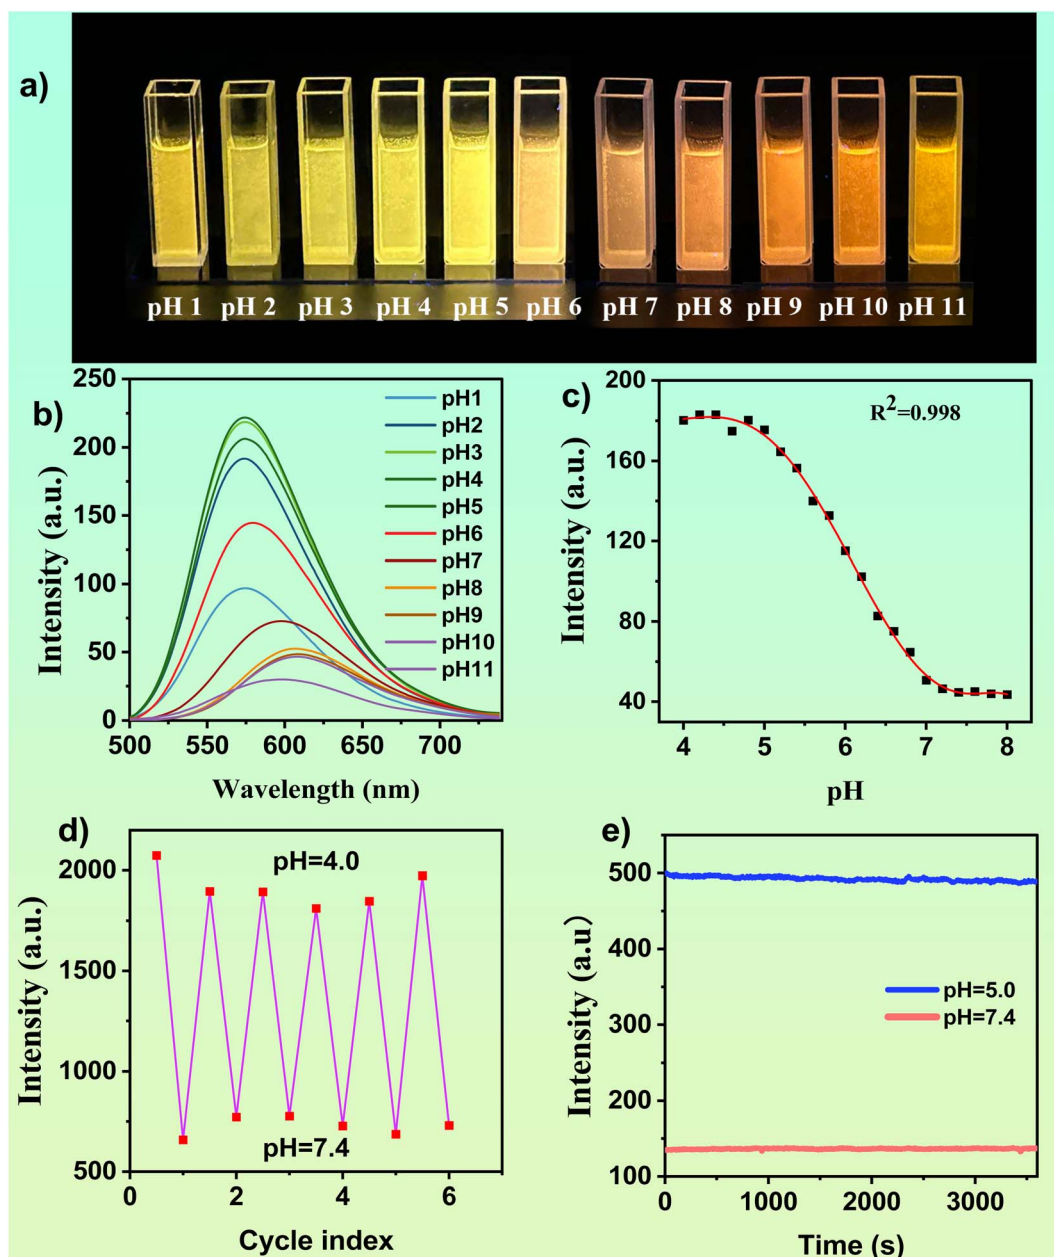 a)
pH 1 pH 2 pH 3 pH 4 pH 5 pH 6 pH 7 pH 8 pH 9 pH 10 pH 11
b)
250
200
150
100
50
0
500 550 600 650 700
Intensity (a.u.)
Wavelength (nm)
pH1
pH2
pH3
pH4
pH5
pH6
pH7
pH8
pH9
pH10
pH11
c)
R²=0.998
200
160
120
80
40
4 5 6 7 8
Intensity (a.u.)
pH
d)
pH=4.0
pH=7.4
2000
1500
1000
500
0 2 4 6
Intensity (a.u.)
Cycle index
e)
500
400
300
200
100
0 1000 2000 3000
Intensity (a.u)
Time (s)
pH=5.0
pH=7.4